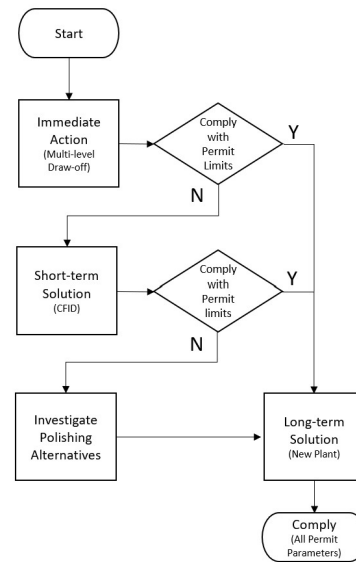 Start
Immediate
Action
(Multi-level
Draw-off)
Comply
with
Permit
Limits
Y
N
Short-term
Solution
(CFID)
Comply
with
Permit
limits
Y
N
Investigate
Polishing
Alternatives
Long-term
Solution
(New Plant)
Comply
(All Permit
Parameters)